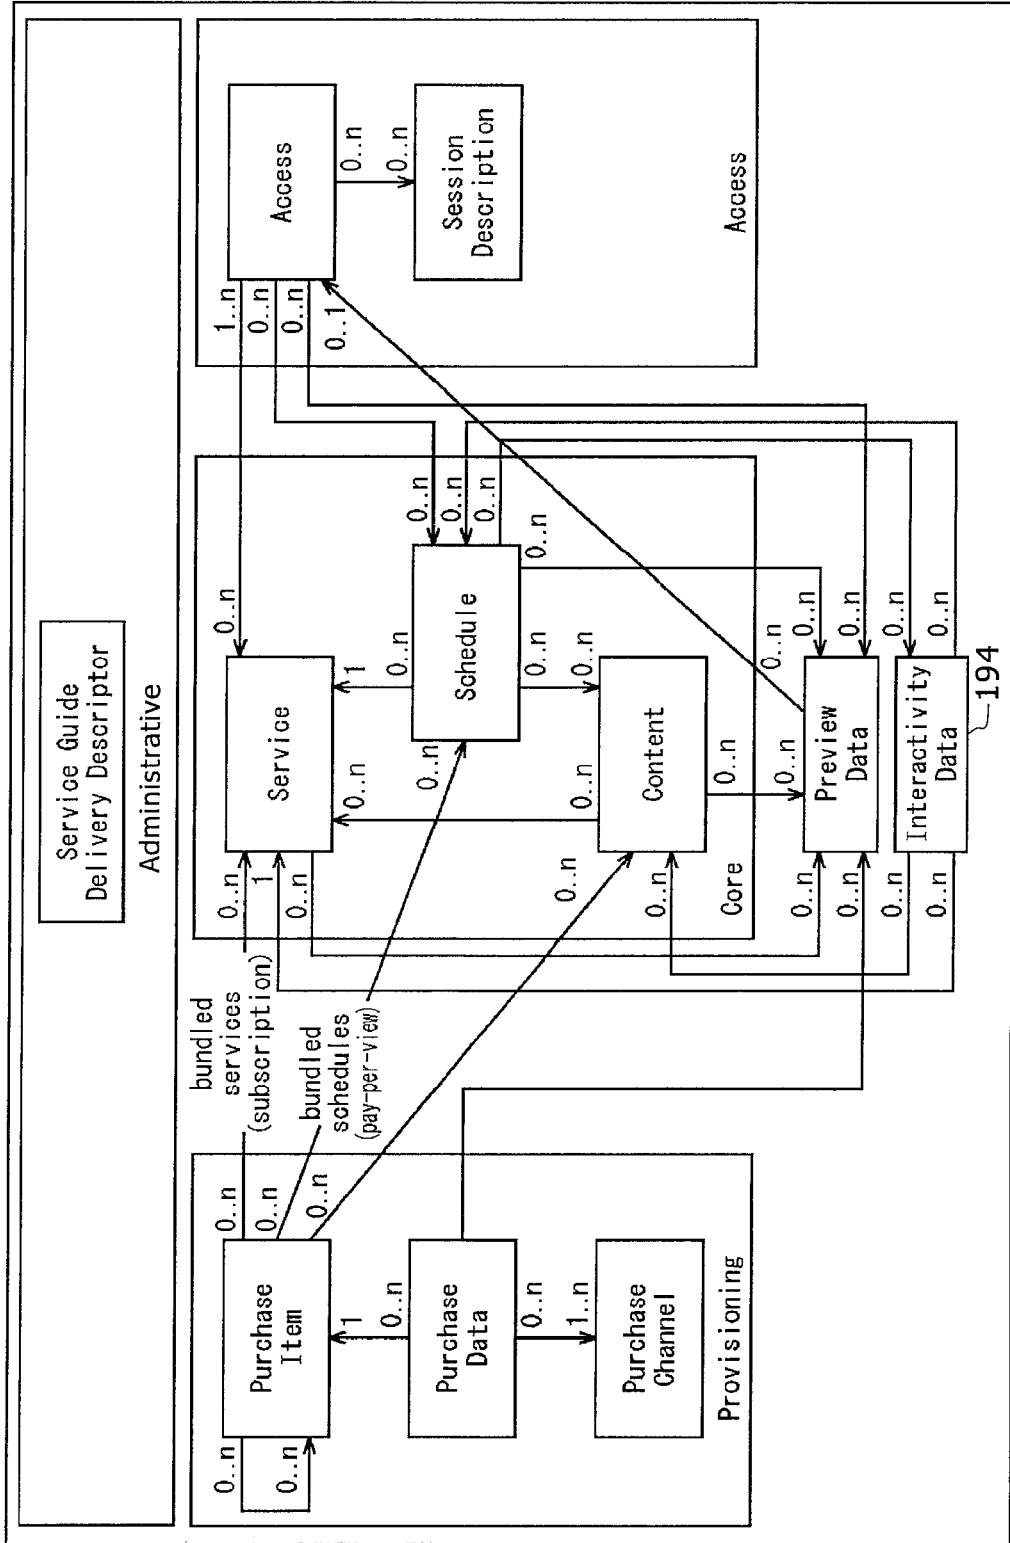 Service Guide
Delivery Descriptor
Administrative
0..n
0..n
Purchase
Item
0..n
0..n
0..n
1
0..n
Purchase
Data
0..n
1..n
Purchase
Channel
Provisioning
bundled
services
(subscription)
bundled
schedules
(pay-per-view)
0..n
1
0..n
Service
0..n
0..n
1
0..n
0..n
Schedule
0..n
0..n
0..n
0..n
0..n
0..n
0..n
0..n
0..n
Content
0..n
Core
1..n
0..n
0..n
0..1
Access
0..n
0..n
Session
Description
Access
0..n
0..n
0..n
Preview
Data
0..n
0..n
0..n
0..n
0..n
Interactivity
Data
0..n
0..n
194